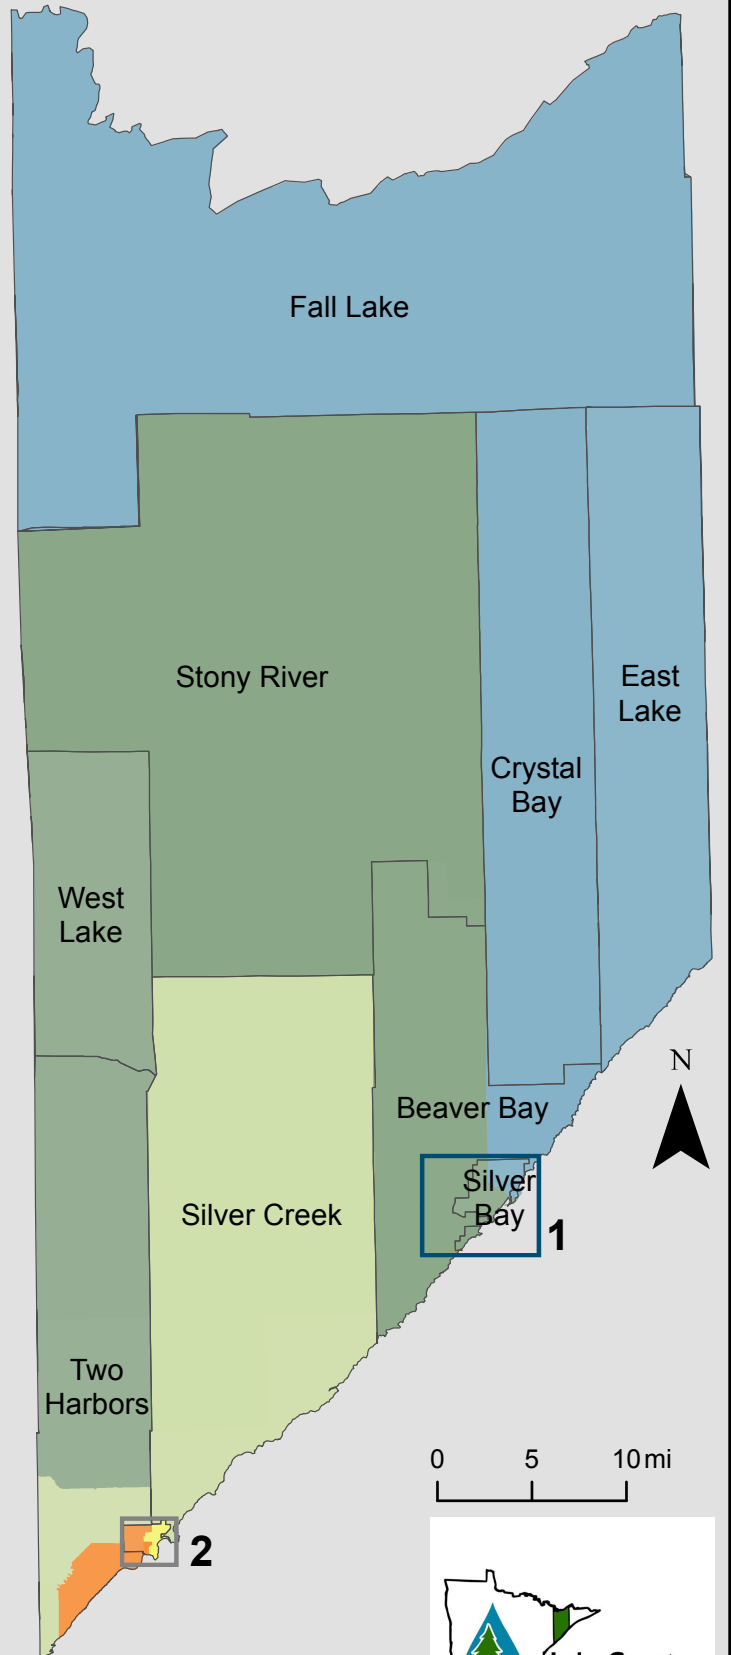 Fall Lake
Stony River
East
Lake
Crystal
Bay
West
Lake
N
Beaver Bay
Silver
Bay
1
Silver Creek
Two
Harbors
0 5 10 mi
2